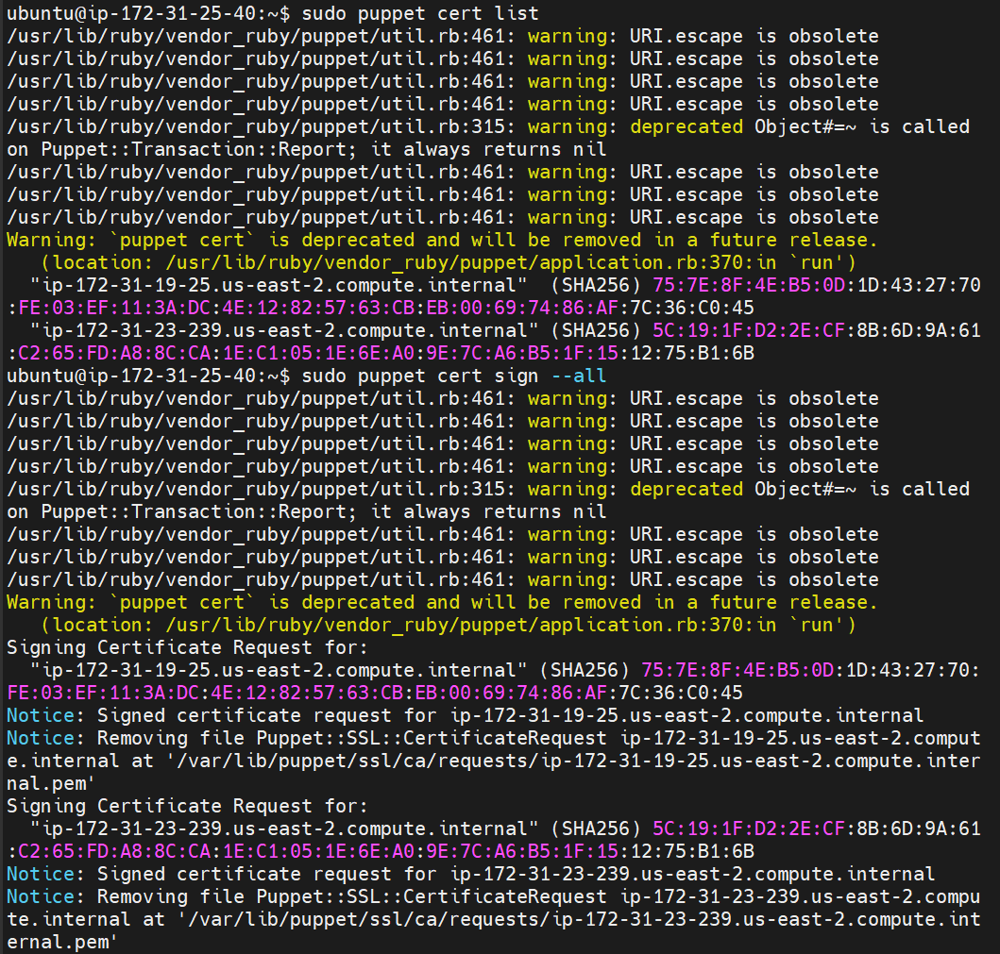 ubuntu@ip-172-31-25-40:~$ sudo puppet cert list
/usr/lib/ruby/vendor_ruby/puppet/util.rb:461: warning: URI.escape is obsolete
/usr/lib/ruby/vendor_ruby/puppet/util.rb:461: warning: URI.escape is obsolete
/usr/lib/ruby/vendor_ruby/puppet/util.rb:461: warning: URI.escape is obsolete
/usr/lib/ruby/vendor_ruby/puppet/util.rb:461: warning: URI.escape is obsolete
/usr/lib/ruby/vendor_ruby/puppet/util.rb:315: warning: deprecated Object#=~ is called
on Puppet::Transaction::Report; it always returns nil
/usr/lib/ruby/vendor_ruby/puppet/util.rb:461: warning: URI.escape is obsolete
/usr/lib/ruby/vendor_ruby/puppet/util.rb:461: warning: URI.escape is obsolete
/usr/lib/ruby/vendor_ruby/puppet/util.rb:461: warning: URI.escape is obsolete
Warning: `puppet cert` is deprecated and will be removed in a future release.
   (location: /usr/lib/ruby/vendor_ruby/puppet/application.rb:370:in `run')
  "ip-172-31-19-25.us-east-2.compute.internal"  (SHA256) 75:7E:8F:4E:B5:0D:1D:43:27:70
:FE:03:EF:11:3A:DC:4E:12:82:57:63:CB:EB:00:69:74:86:AF:7C:36:C0:45
  "ip-172-31-23-239.us-east-2.compute.internal" (SHA256) 5C:19:1F:D2:2E:CF:8B:6D:9A:61
:C2:65:FD:A8:8C:CA:1E:C1:05:1E:6E:A0:9E:7C:A6:B5:1F:15:12:75:B1:6B
ubuntu@ip-172-31-25-40:~$ sudo puppet cert sign --all
/usr/lib/ruby/vendor_ruby/puppet/util.rb:461: warning: URI.escape is obsolete
/usr/lib/ruby/vendor_ruby/puppet/util.rb:461: warning: URI.escape is obsolete
/usr/lib/ruby/vendor_ruby/puppet/util.rb:461: warning: URI.escape is obsolete
/usr/lib/ruby/vendor_ruby/puppet/util.rb:461: warning: URI.escape is obsolete
/usr/lib/ruby/vendor_ruby/puppet/util.rb:315: warning: deprecated Object#=~ is called
on Puppet::Transaction::Report; it always returns nil
/usr/lib/ruby/vendor_ruby/puppet/util.rb:461: warning: URI.escape is obsolete
/usr/lib/ruby/vendor_ruby/puppet/util.rb:461: warning: URI.escape is obsolete
/usr/lib/ruby/vendor_ruby/puppet/util.rb:461: warning: URI.escape is obsolete
Warning: `puppet cert` is deprecated and will be removed in a future release.
   (location: /usr/lib/ruby/vendor_ruby/puppet/application.rb:370:in `run')
Signing Certificate Request for:
  "ip-172-31-19-25.us-east-2.compute.internal" (SHA256) 75:7E:8F:4E:B5:0D:1D:43:27:70:
FE:03:EF:11:3A:DC:4E:12:82:57:63:CB:EB:00:69:74:86:AF:7C:36:C0:45
Notice: Signed certificate request for ip-172-31-19-25.us-east-2.compute.internal
Notice: Removing file Puppet::SSL::CertificateRequest ip-172-31-19-25.us-east-2.comput
e.internal at '/var/lib/puppet/ssl/ca/requests/ip-172-31-19-25.us-east-2.compute.inter
nal.pem'
Signing Certificate Request for:
  "ip-172-31-23-239.us-east-2.compute.internal" (SHA256) 5C:19:1F:D2:2E:CF:8B:6D:9A:61
:C2:65:FD:A8:8C:CA:1E:C1:05:1E:6E:A0:9E:7C:A6:B5:1F:15:12:75:B1:6B
Notice: Signed certificate request for ip-172-31-23-239.us-east-2.compute.internal
Notice: Removing file Puppet::SSL::CertificateRequest ip-172-31-23-239.us-east-2.compu
te.internal at '/var/lib/puppet/ssl/ca/requests/ip-172-31-23-239.us-east-2.compute.int
ernal.pem'